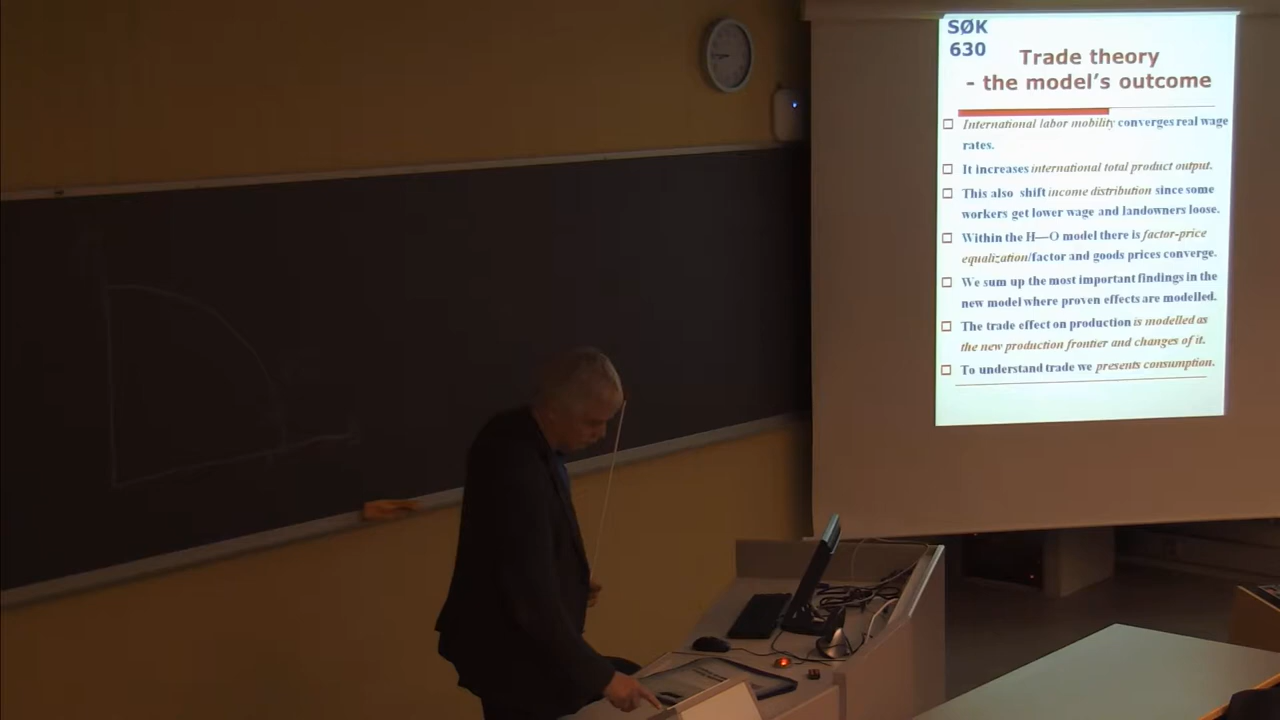 SØK
630
Trade theory
- the model's outcome
International labor mobility converges real wage
rates.
It increases international total product output.
This also shift income distribution since some
workers get lower wage and landowners loose.
Within the H—O model there is factor-price
equalization/factor and goods prices converge.
We sum up the most important findings in the
new model where proven effects are modelled.
The trade effect on production is modelled as
the new production frontier and changes of it.
To understand trade we presents consumption.